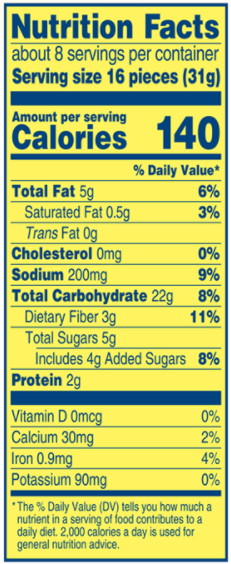 Nutrition Facts
about 8 servings per container
Serving size 16 pieces (31g)
Amount per serving
Calories 140
% Daily Value*
Total Fat 5g 6%
Saturated Fat 0.5g 3%
Trans Fat 0g
Cholesterol 0mg 0%
Sodium 200mg 9%
Total Carbohydrate 22g 8%
Dietary Fiber 3g 11%
Total Sugars 5g
Includes 4g Added Sugars 8%
Protein 2g
Vitamin D 0mcg 0%
Calcium 30mg 2%
Iron 0.9mg 4%
Potassium 90mg 0%
* The % Daily Value (DV) tells you how much a
nutrient in a serving of food contributes to a
daily diet. 2,000 calories a day is used for
general nutrition advice.